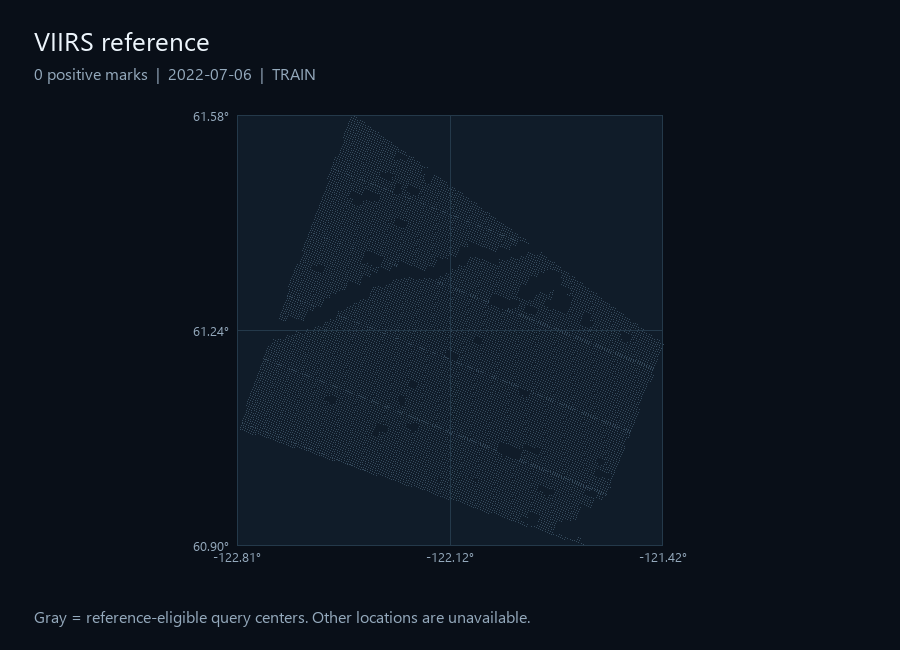 VIIRS reference
0 positive marks | 2022-07-06 | TRAIN
61.58°
61.24°
60.90°
-122.81°
-122.12°
-121.42°
Gray = reference-eligible query centers. Other locations are unavailable.